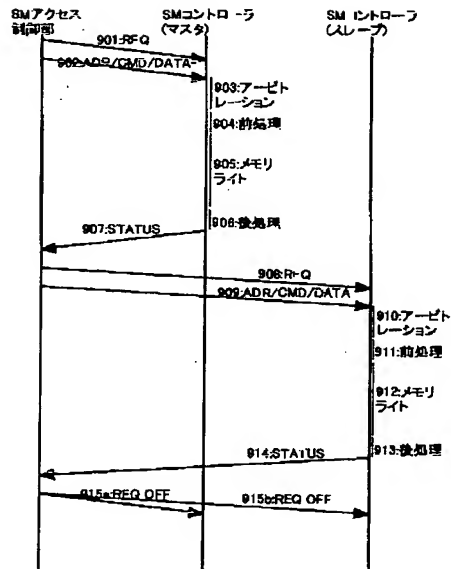 SMアクセス
制御部
SMコントローラ
(マスタ)
SM コントローラ
(スレーブ)
901:RFQ
902:ADR/CMD/DATA
903:アービト
レーション
904:前処理
905:メモリ
ライト
906:後処理
907:STATUS
908:REQ
909:ADR/CMD/DATA
910:アービト
レーション
911:前処理
912:メモリ
ライト
913:後処理
914:STATUS
915a:REQ OFF
915b:REQ OFF